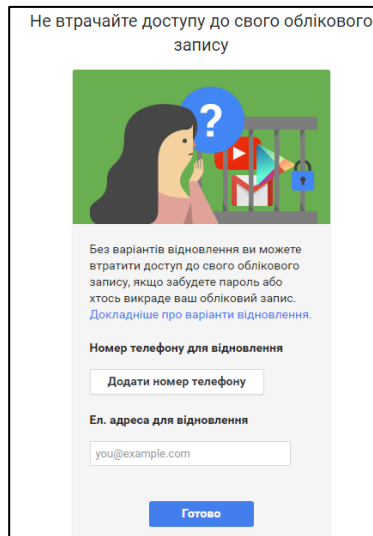 Не втрачайте доступу до свого облікового
запису
?
Без варіантів відновлення ви можете
втратити доступ до свого облікового
запису, якщо забудете пароль або
хтось викраде ваш обліковий запис.
Докладніше про варіанти відновлення.
Номер телефону для відновлення
Додати номер телефону
Ел. адреса для відновлення
you@example.com
Готово